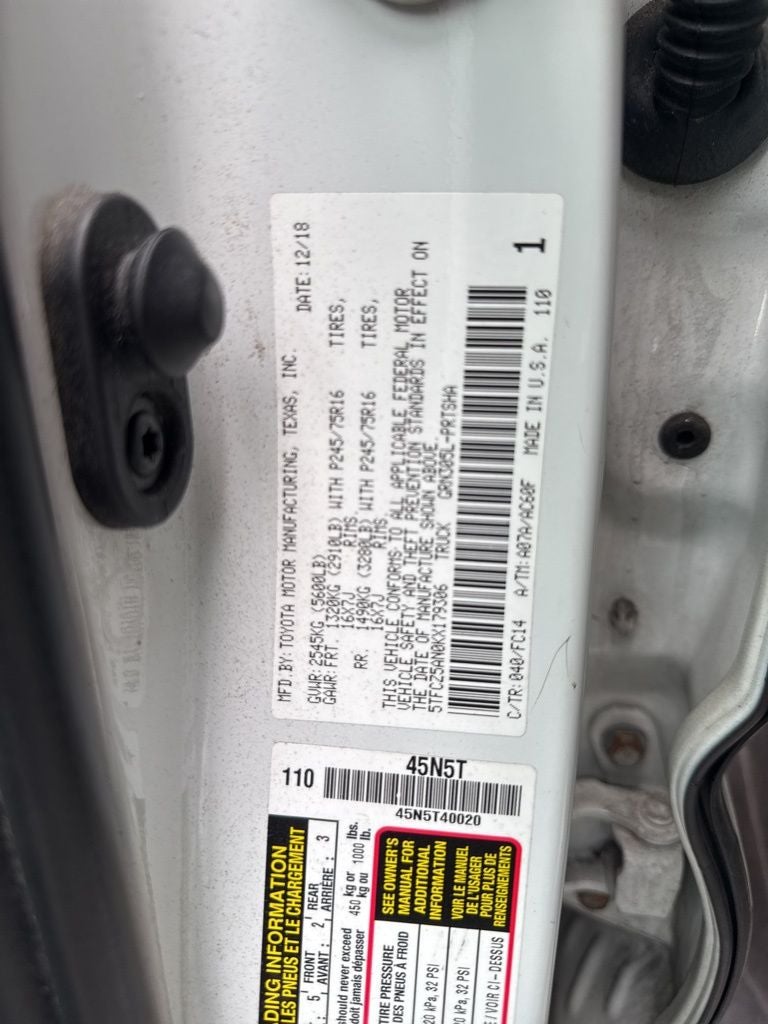 MFD.BY:TOYOTA MOTOR MANUFACTURING, TEXAS, INC. DATE:12/18
GVWR:2545KG (5600LB)
GAWR:FRT. 1320KG (2910LB) WITH P245/75R16 TIRES,
16X7J RIMS
RR. 1490KG (3280LB) WITH P245/75R16 TIRES,
16X7J RIMS
THIS VEHICLE CONFORMS TO ALL APPLICABLE FEDERAL MOTOR
VEHICLE SAFETY AND THEFT PREVENTION STANDARDS IN EFFECT ON
THE DATE OF MANUFACTURE SHOWN ABOVE.
5TFCZ5AN0KX179306 TRUCK GRN305L-PRTSHA
C/TR:040/FC14 A/TM:A07A/AC60F MADE IN U.S.A. 110
1
110
45N5T
45N5T40020
DING INFORMATION
LES PNEUS ET LE CHARGEMENT
5 FRONT 2 REAR 3
AVANT : ARRIÈRE :
should never exceed 450 kg or 1000 lbs.
doit jamais dépasser kg ou lb.
TIRE PRESSURE
DES PNEUS À FROID
SEE OWNER'S
MANUAL FOR
ADDITIONAL
INFORMATION
VOIR LE MANUEL
DE L'USAGER
POUR PLUS DE
RENSEIGNEMENTS
20 kPa, 32 PSI
20 kPa, 32 PSI
E / VOIR CI-DESSUS